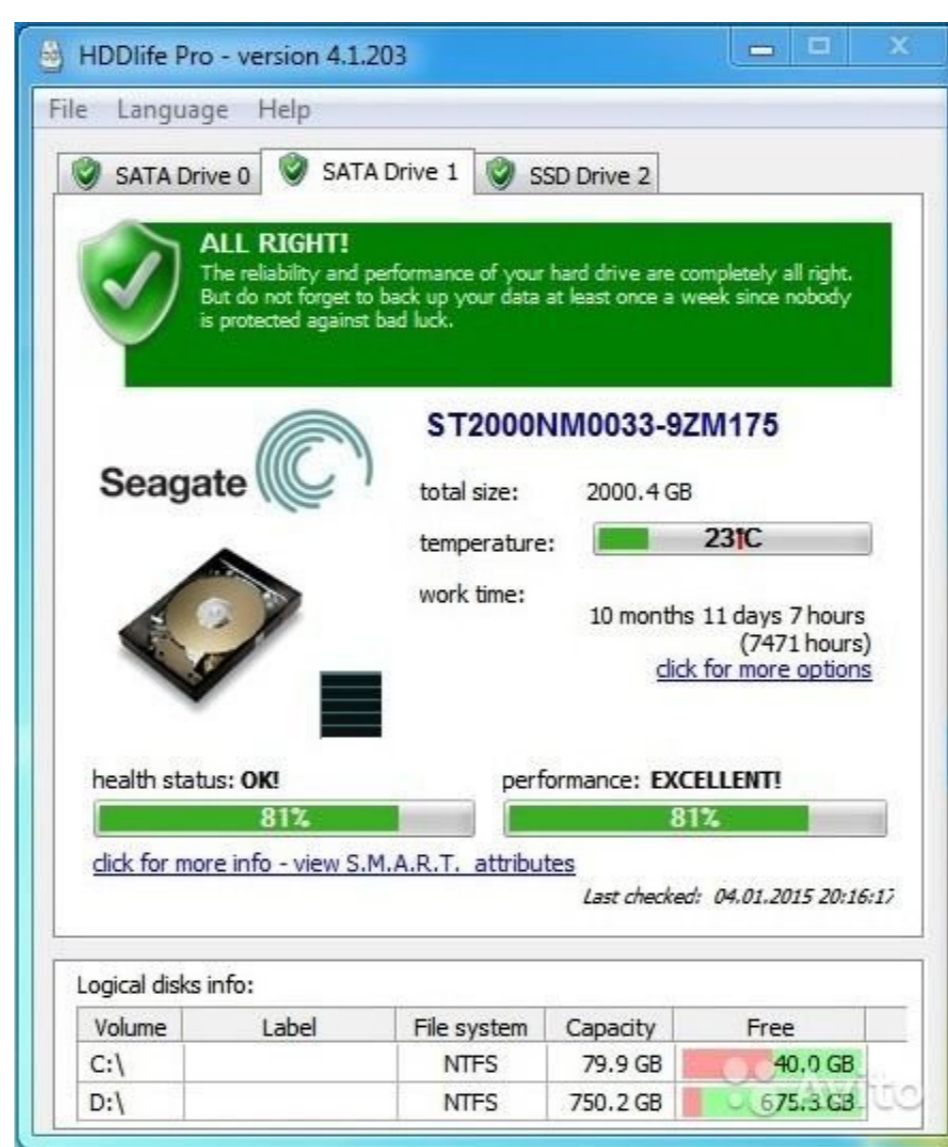 HDDlife Pro - version 4.1.203
File Language Help
SATA Drive 0 SATA Drive 1 SSD Drive 2
ALL RIGHT!
The reliability and performance of your hard drive are completely all right.
But do not forget to back up your data at least once a week since nobody
is protected against bad luck.
Seagate
ST2000NM0033-9ZM175
total size: 2000.4 GB
temperature: 23°C
work time:
10 months 11 days 7 hours
(7471 hours)
click for more options
health status: OK! performance: EXCELLENT!
81% 81%
click for more info - view S.M.A.R.T. attributes
Last checked: 04.01.2015 20:16:17
Logical disks info:
Volume Label File system Capacity Free
C:\ NTFS 79.9 GB 40.0 GB
D:\ NTFS 750.2 GB 675.3 GB
Avito